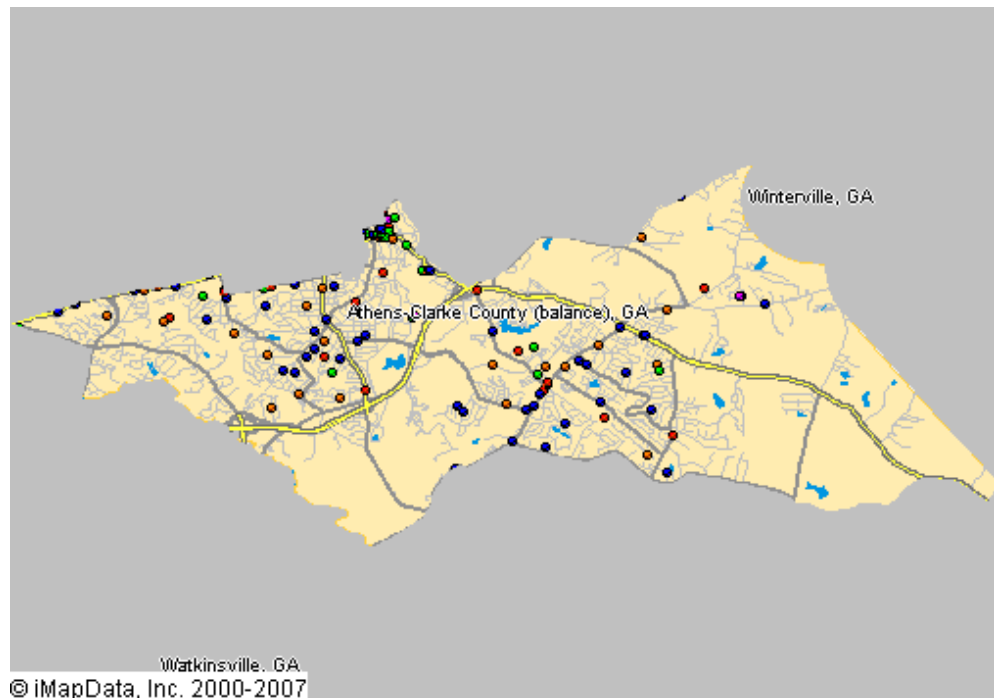 Winterville, GA
Athens-Clarke County (balance), GA
Watkinsville, GA
© iMapData, Inc. 2000-2007